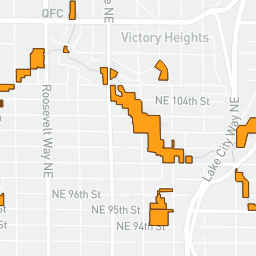 QFC
Victory Heights
NE
NE 104th St
Roosevelt Way NE
Lake City Way NE
NE 96th St
NE 95th St
NE 94th St